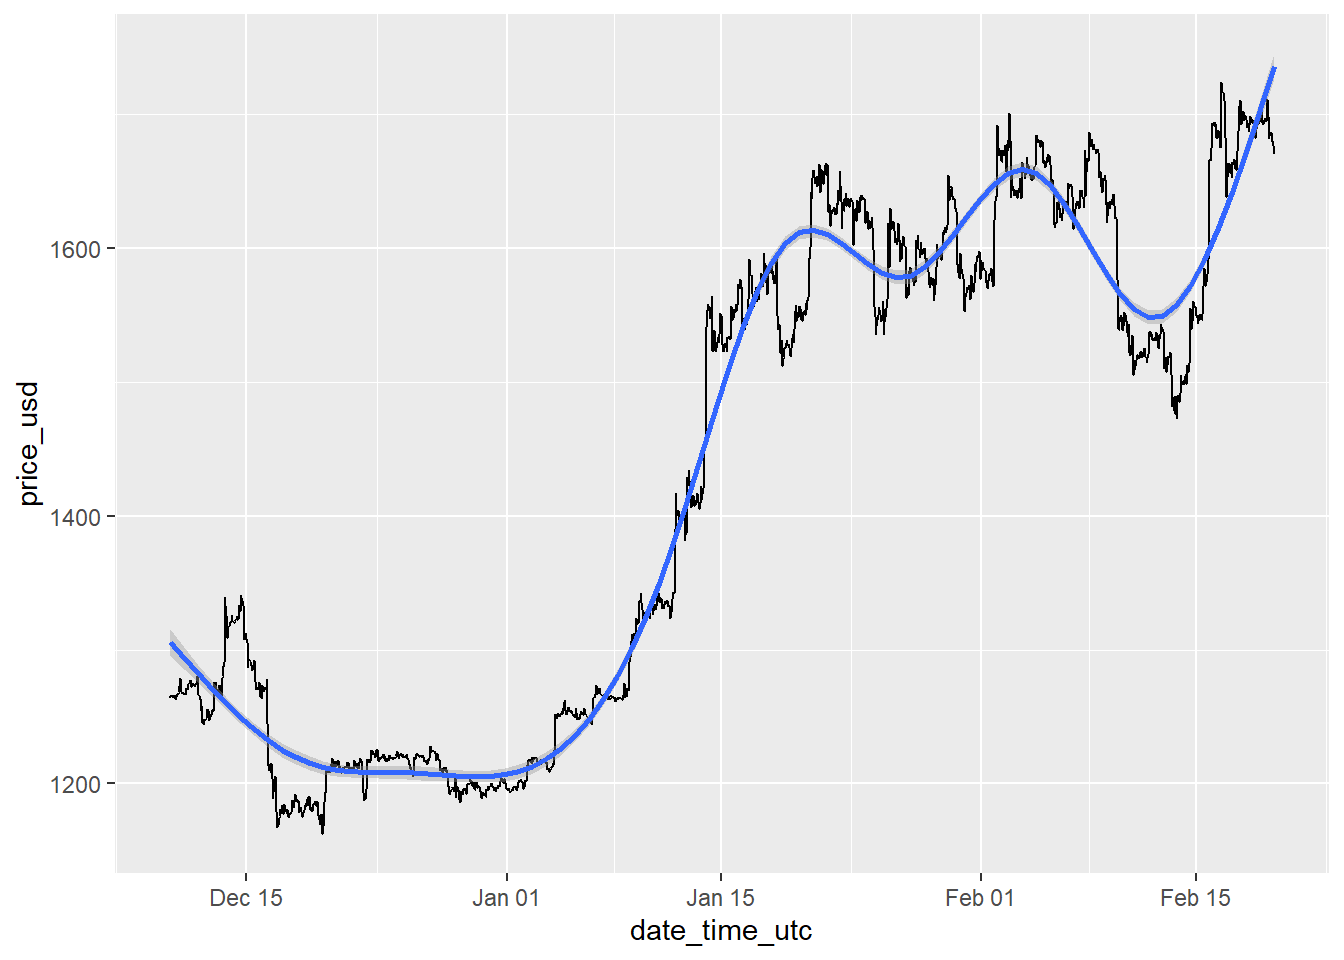 price_usd
1600
1400
1200
Dec 15
Jan 01
Jan 15
Feb 01
Feb 15
date_time_utc